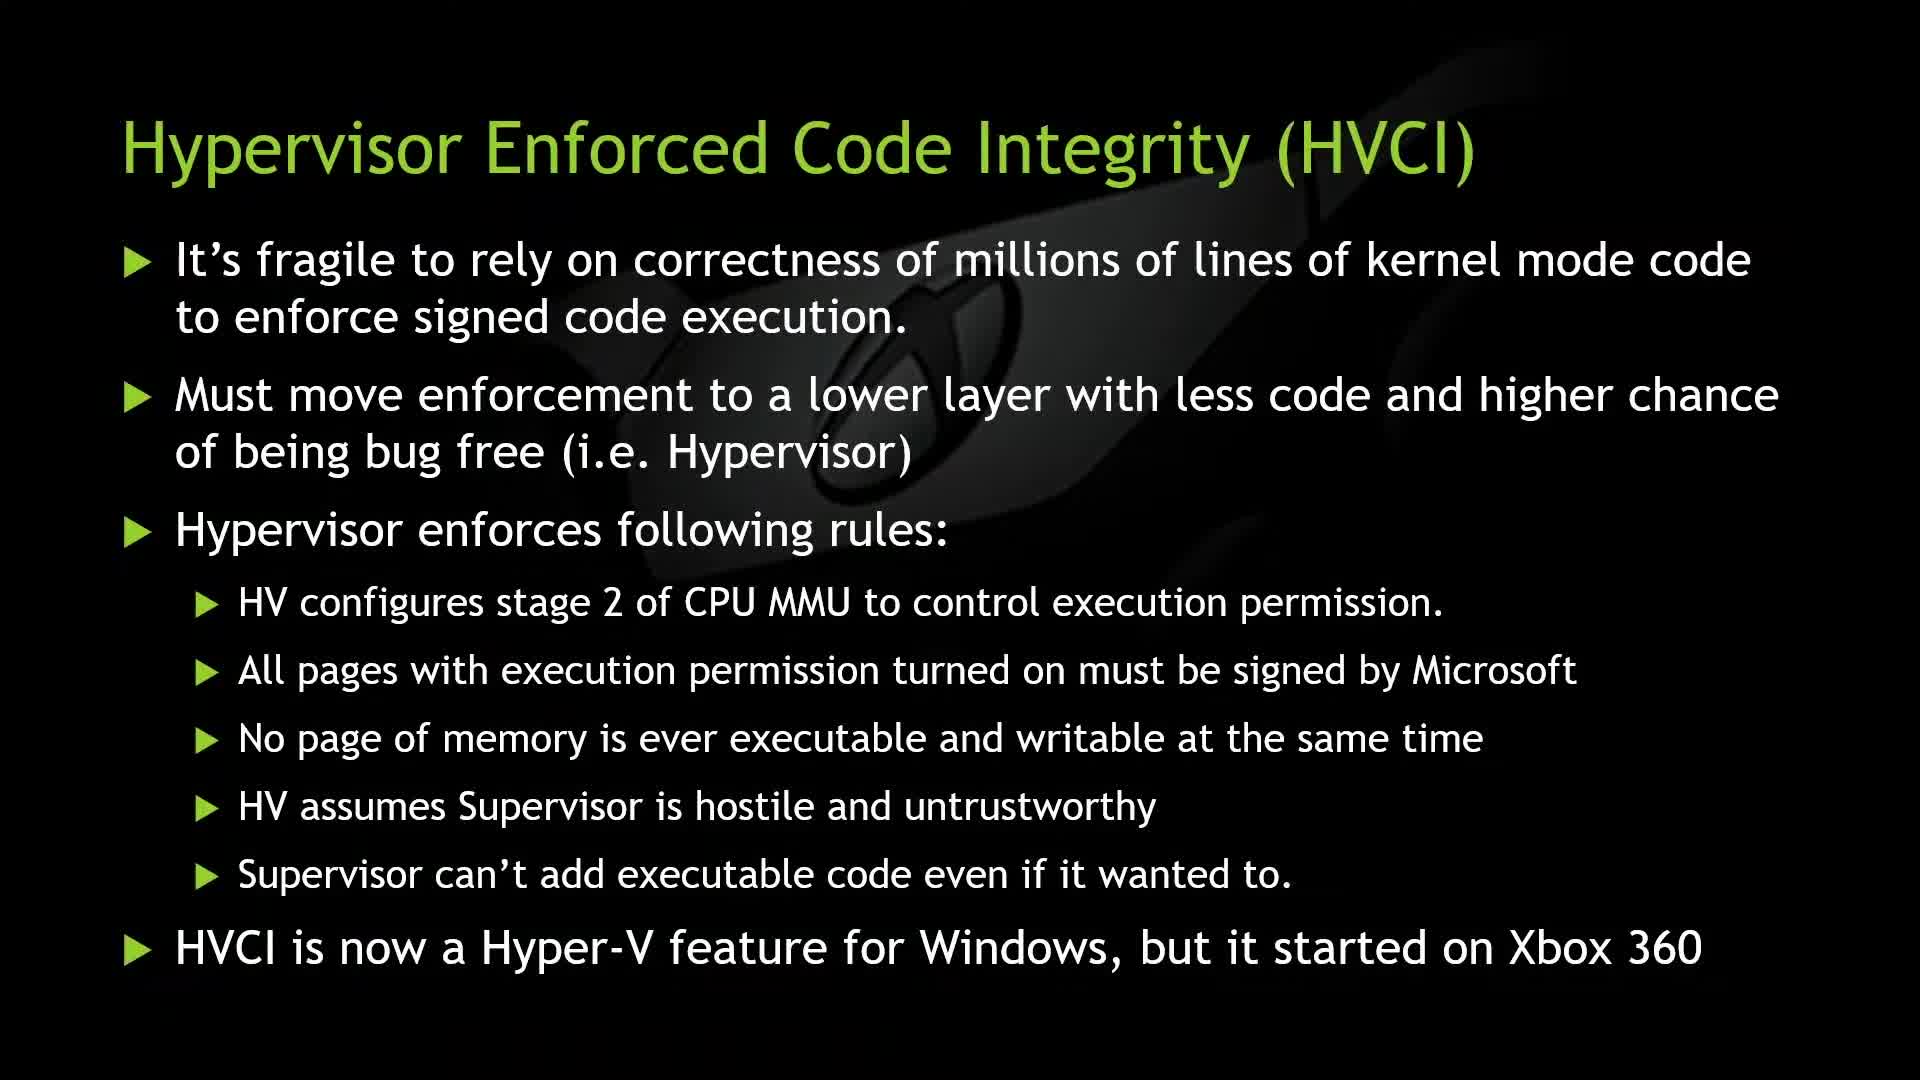 Hypervisor Enforced Code Integrity (HVCI)
It’s fragile to rely on correctness of millions of lines of kernel mode code
to enforce signed code execution.
Must move enforcement to a lower layer with less code and higher chance
of being bug free (i.e. Hypervisor)
Hypervisor enforces following rules:
HV configures stage 2 of CPU MMU to control execution permission.
All pages with execution permission turned on must be signed by Microsoft
No page of memory is ever executable and writable at the same time
HV assumes Supervisor is hostile and untrustworthy
Supervisor can’t add executable code even if it wanted to.
HVCI is now a Hyper-V feature for Windows, but it started on Xbox 360